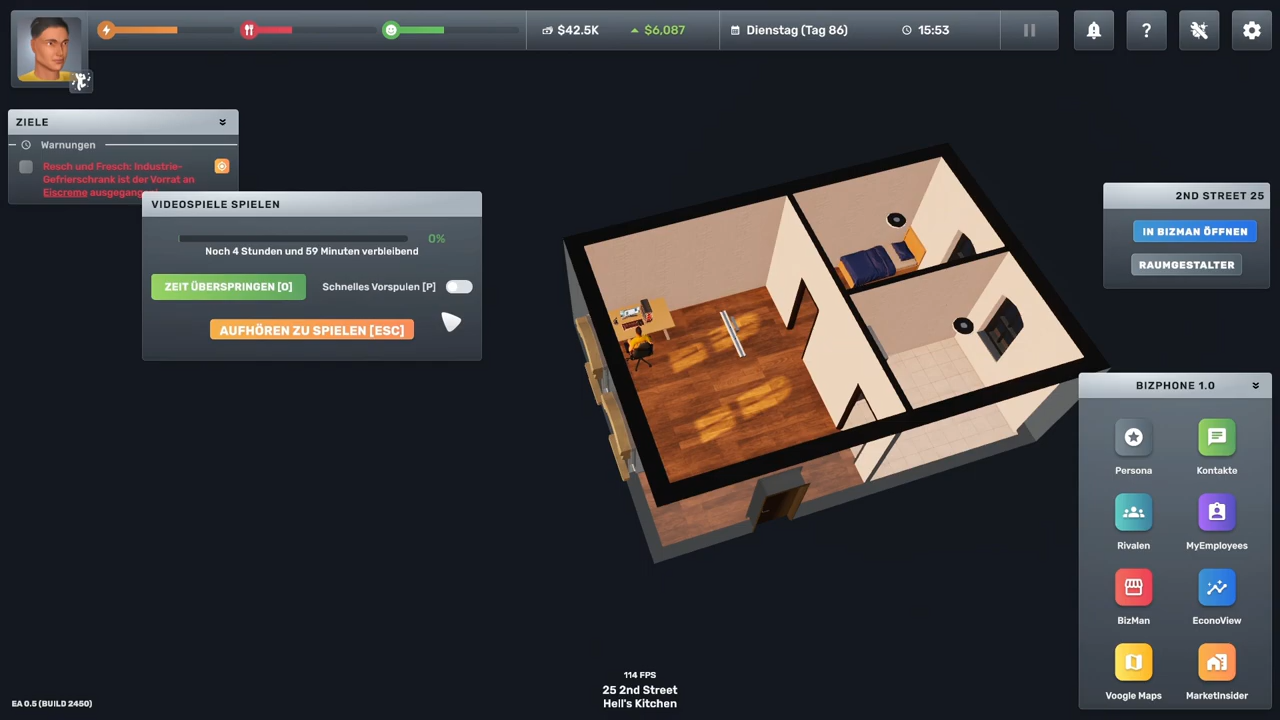 $42.5K
$6,087
Dienstag (Tag 86)
15:53
?
ZIELE
Warnungen
Resch und Fresch: Industrie-
Gefrierschrank ist der Vorrat an
Eiscreme
VIDEOSPIELE SPIELEN
0%
Noch 4 Stunden und 59 Minuten verbleibend
ZEIT ÜBERSPRINGEN [O]
Schnelles Vorspulen [P]
AUFHÖREN ZU SPIELEN [ESC]
2ND STREET 25
IN BIZMAN ÖFFNEN
RAUMGESTALTER
BIZPHONE 1.0
Persona
Kontakte
Rivalen
MyEmployees
BizMan
EconoView
Voogle Maps
MarketInsider
114 FPS
25 2nd Street
Hell's Kitchen
EA 0.5 (BUILD 2450)